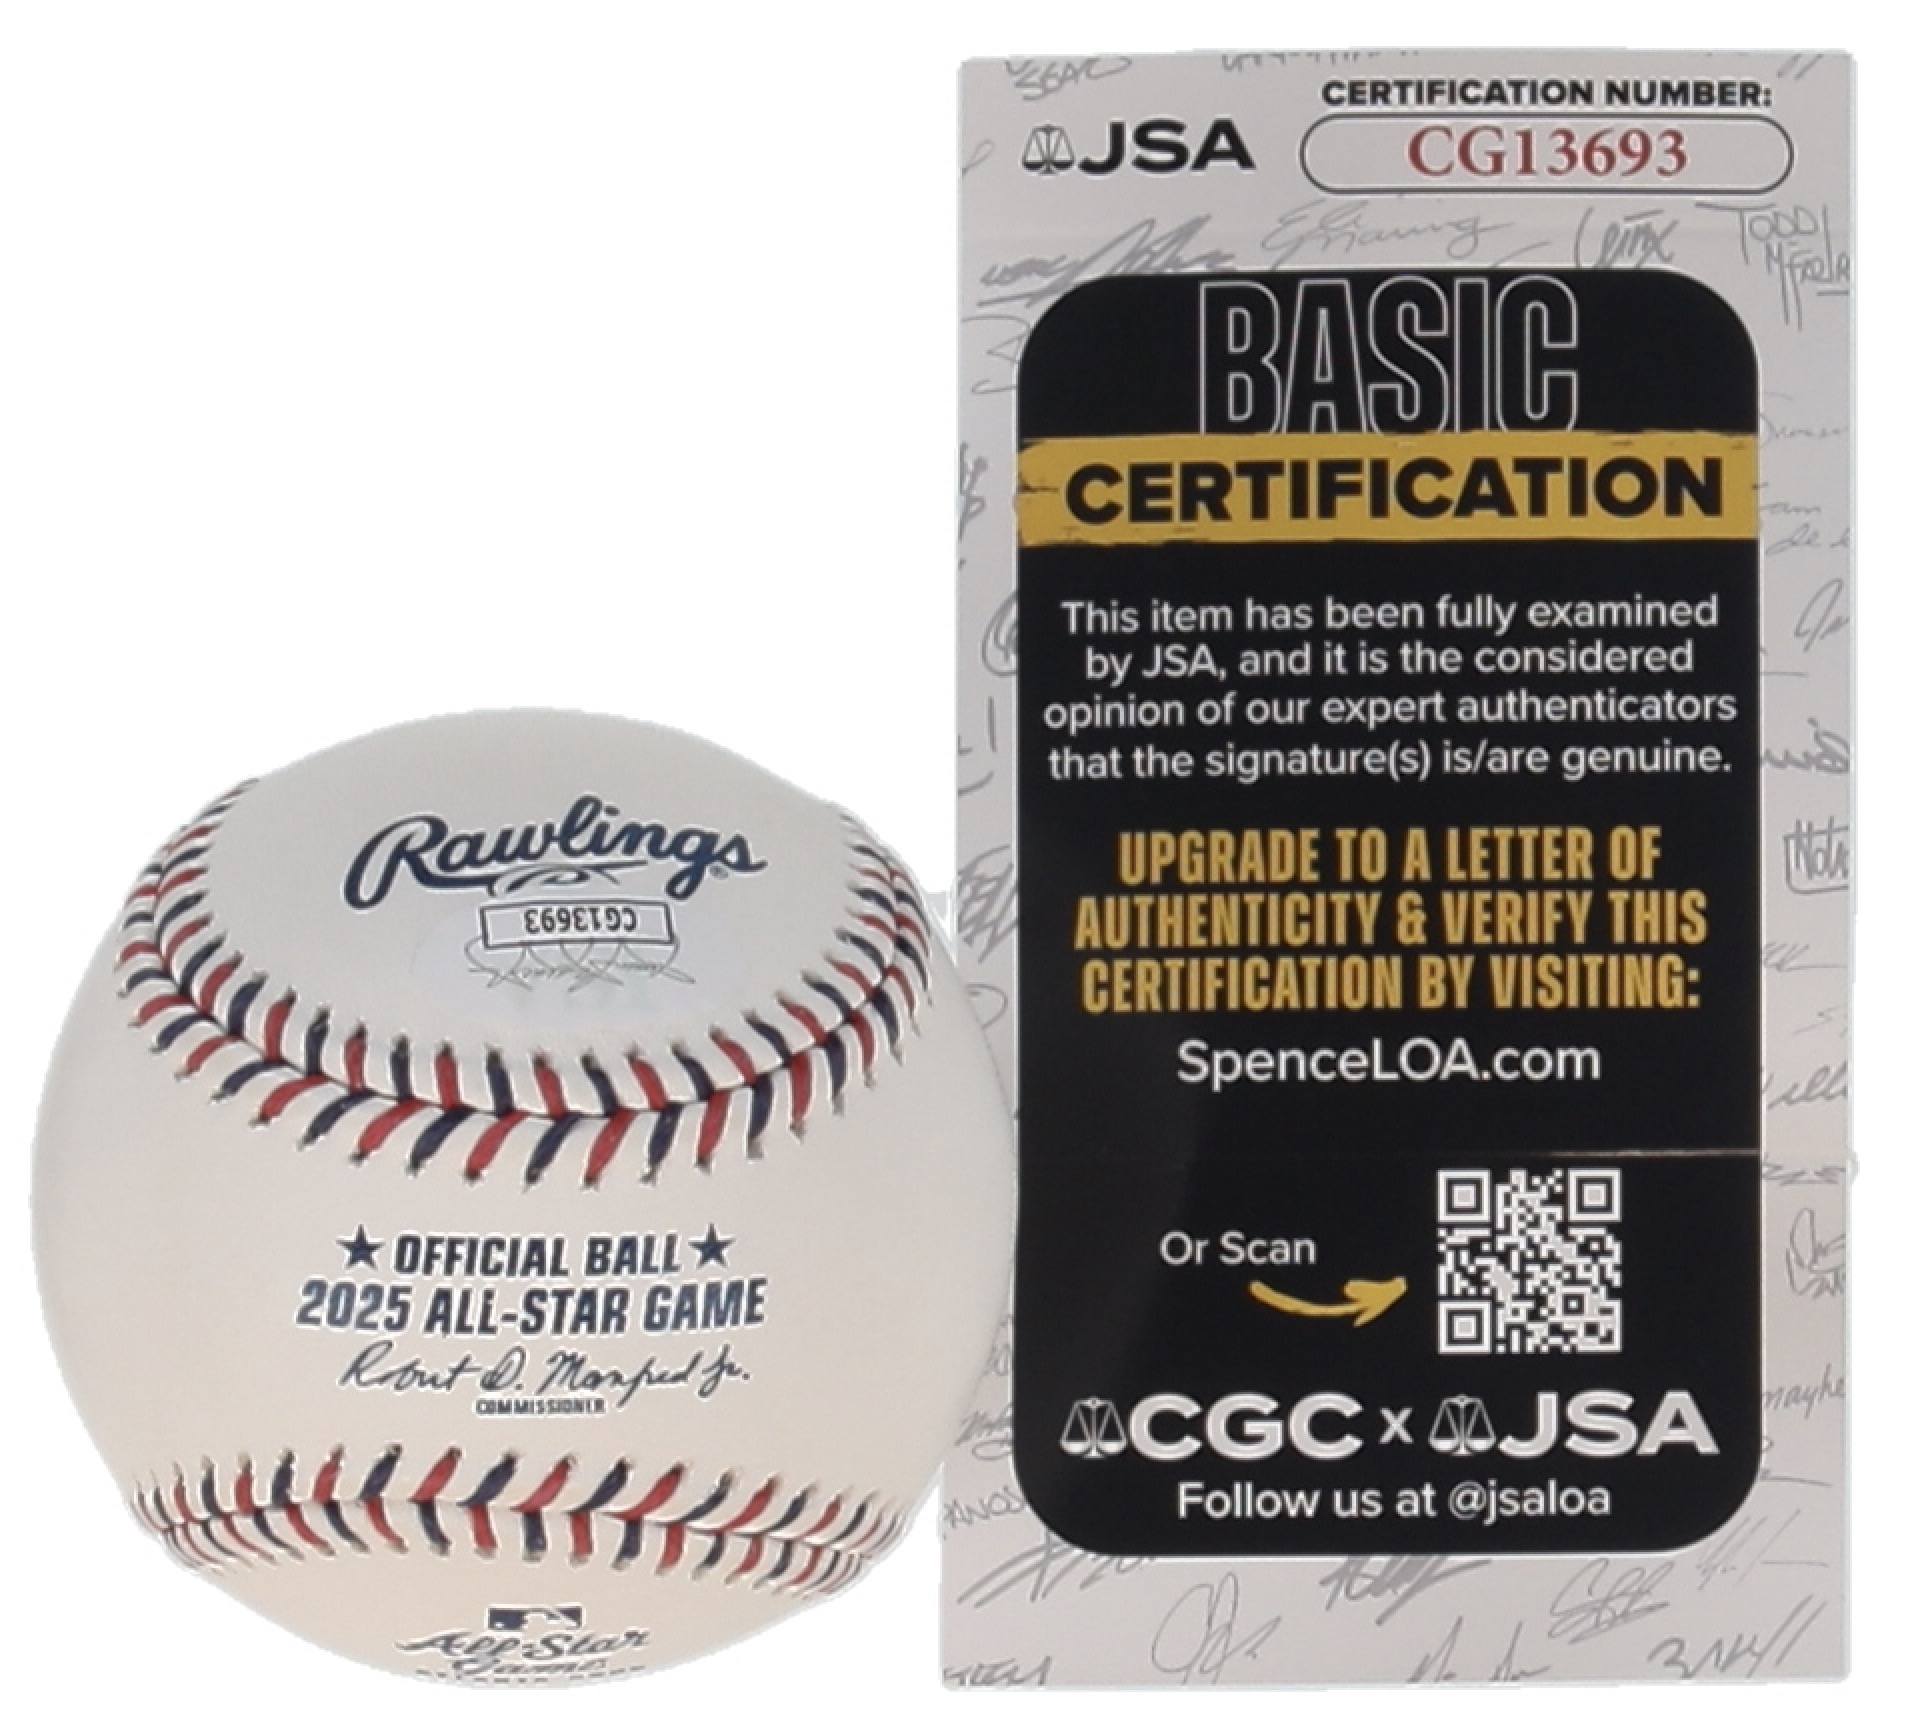 CERTIFICATION NUMBER:
JSA
CG13693
BASIC
CERTIFICATION
This item has been fully examined
by JSA, and it is the considered
opinion of our expert authenticators
that the signature(s) is/are genuine.
UPGRADE TO A LETTER OF
AUTHENTICITY & VERIFY THIS
CERTIFICATION BY VISITING:
SpenceLOA.com
Or Scan
CGC x JSA
Follow us at @jsaloa
Rawlings®
CG13693
OFFICIAL BALL
2025 ALL-STAR GAME
Robert D. Manfred Jr.
COMMISSIONER
All-Star
Game